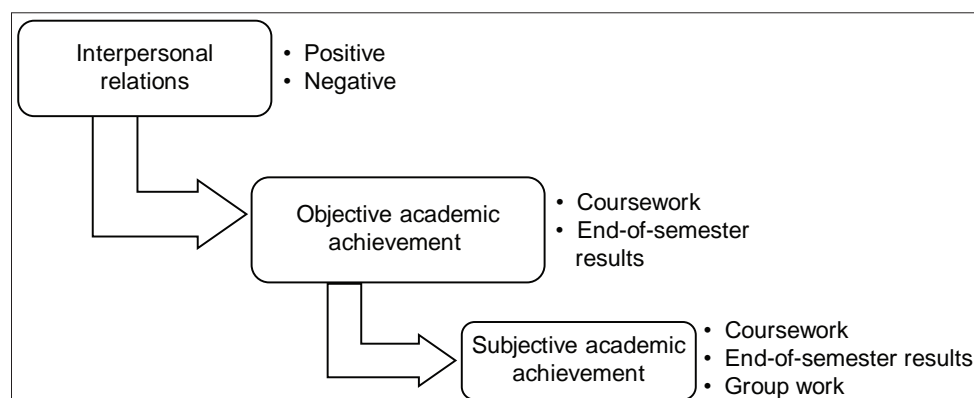 Interpersonal
relations
• Positive
• Negative
Objective academic
achievement
• Coursework
• End-of-semester
results
Subjective academic
achievement
• Coursework
• End-of-semester results
• Group work